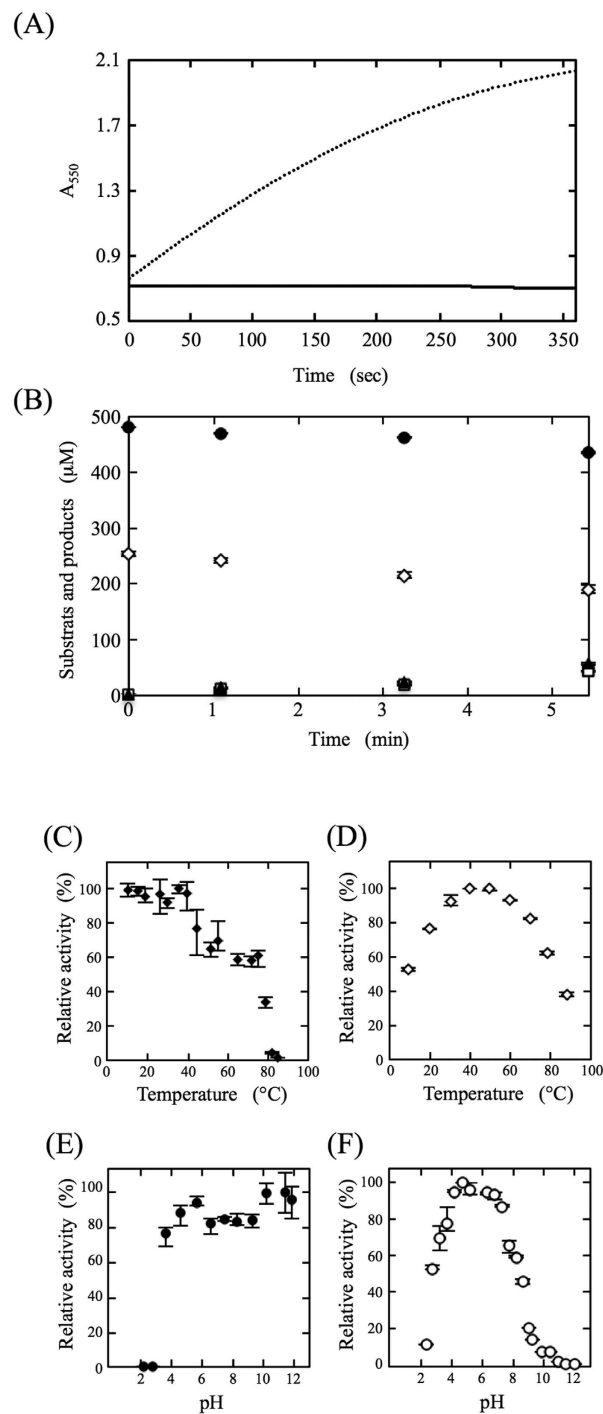 (A)
2.1
1.7
1.3
0.9
0.5
A550
0 50 100 150 200 250 300 350
Time (sec)
(B)
500
400
300
200
100
0
Substrats and products (μM)
0 1 2 3 4 5
Time (min)
(C)
100
80
60
40
20
0
Relative activity (%)
0 20 40 60 80 100
Temperature (°C)
(D)
100
80
60
40
20
0
Relative activity (%)
0 20 40 60 80 100
Temperature (°C)
(E)
100
80
60
40
20
0
Relative activity (%)
2 4 6 8 10 12
pH
(F)
100
80
60
40
20
0
Relative activity (%)
2 4 6 8 10 12
pH